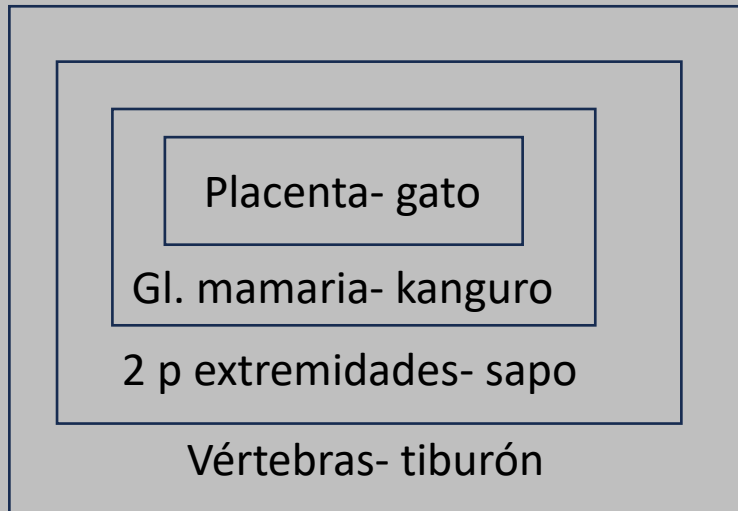 Placenta- gato
Gl. mamaria- kanguro
2 p extremidades- sapo
Vértebras- tiburón